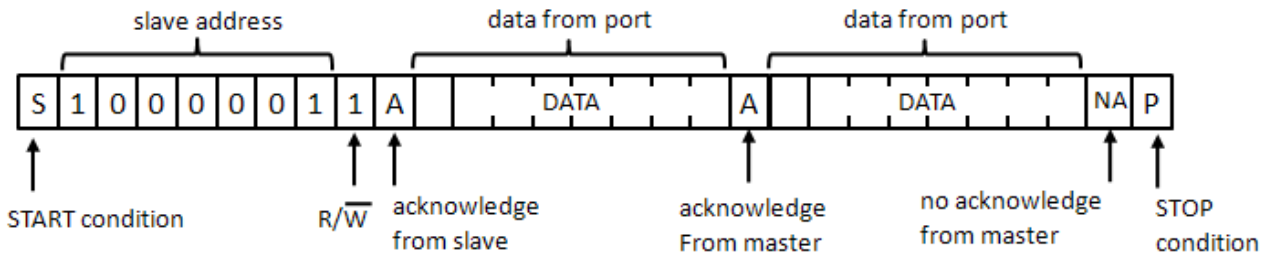 slave address data from port data from port
S 1 0 0 0 0 0 1 1 A DATA A DATA NA P
START condition R/W acknowledge from slave acknowledge From master no acknowledge from master STOP condition